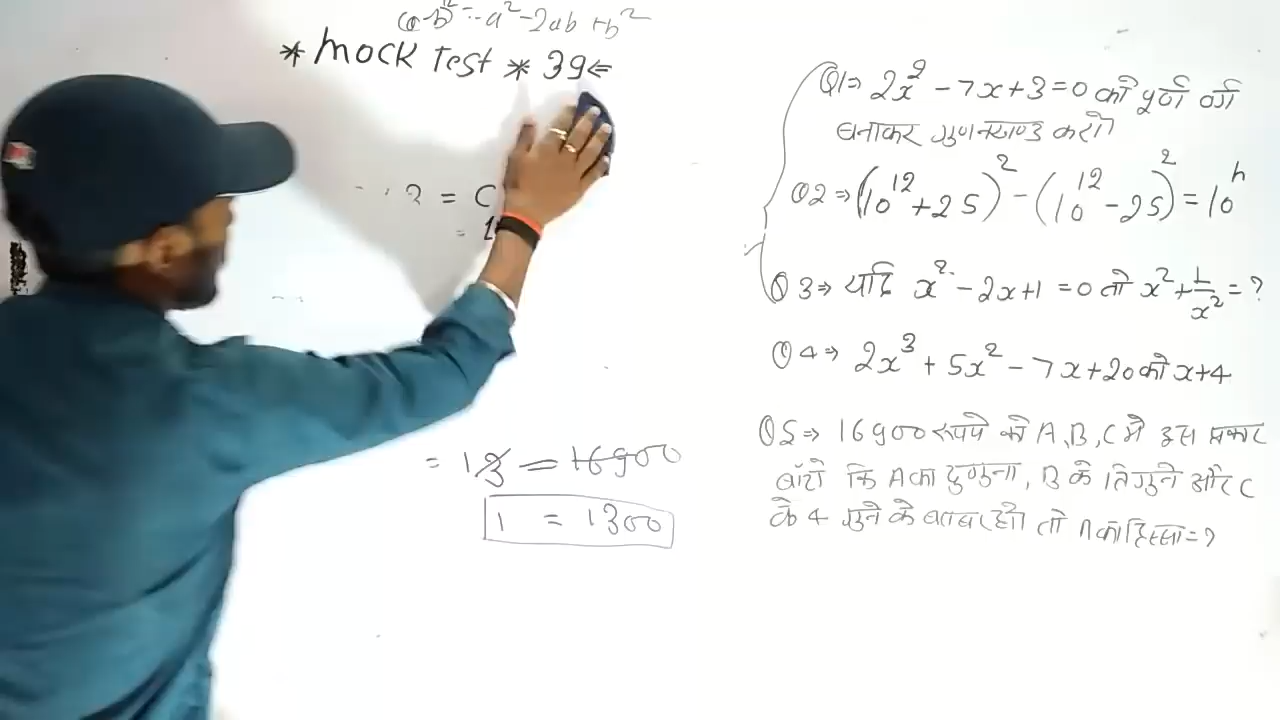 (a-b)² = a² - 2ab + b²
* mock Test * 39 ⇐
2 = C
=
= 13 = 16900
1 = 1300
Q1⇒ 2x² - 7x + 3 = 0 को पूर्ण वर्ग
बनाकर गुणनखण्ड करो
Q2 ⇒ (10¹² + 25)² - (10¹² - 25)² = 10ⁿ
Q3⇒ यदि x² - 2x + 1 = 0 तो x² + 1/x² = ?
Q4⇒ 2x³ + 5x² - 7x + 20 को x + 4
Q5⇒ 16900 रूपये को A, B, C मे इस प्रकार
बाँटो कि A का दुगुना, B के तिगुने और C
के 4 गुने के बराबर हो। तो A का हिस्सा = ?